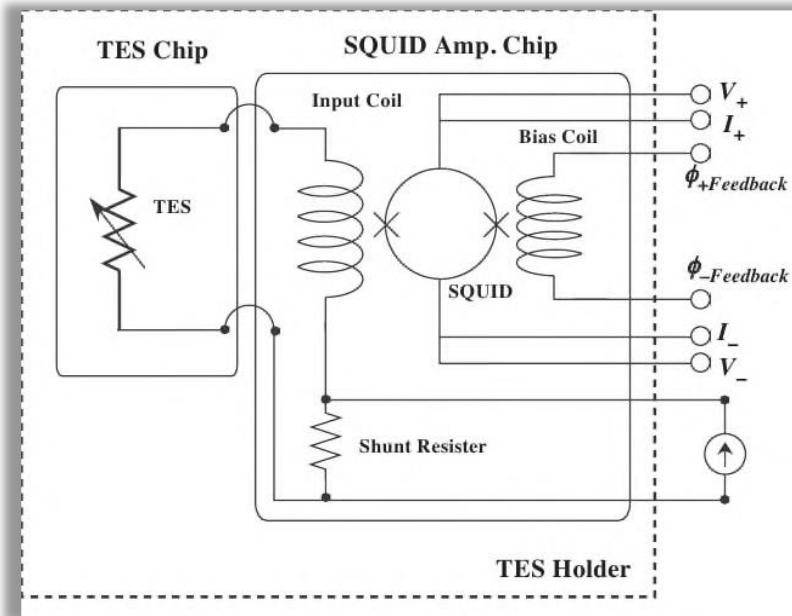 TES Chip
SQUID Amp. Chip
Input Coil
V+
I+
Bias Coil
ϕ+Feedback
TES
ϕ−Feedback
SQUID
I−
V−
Shunt Resister
TES Holder